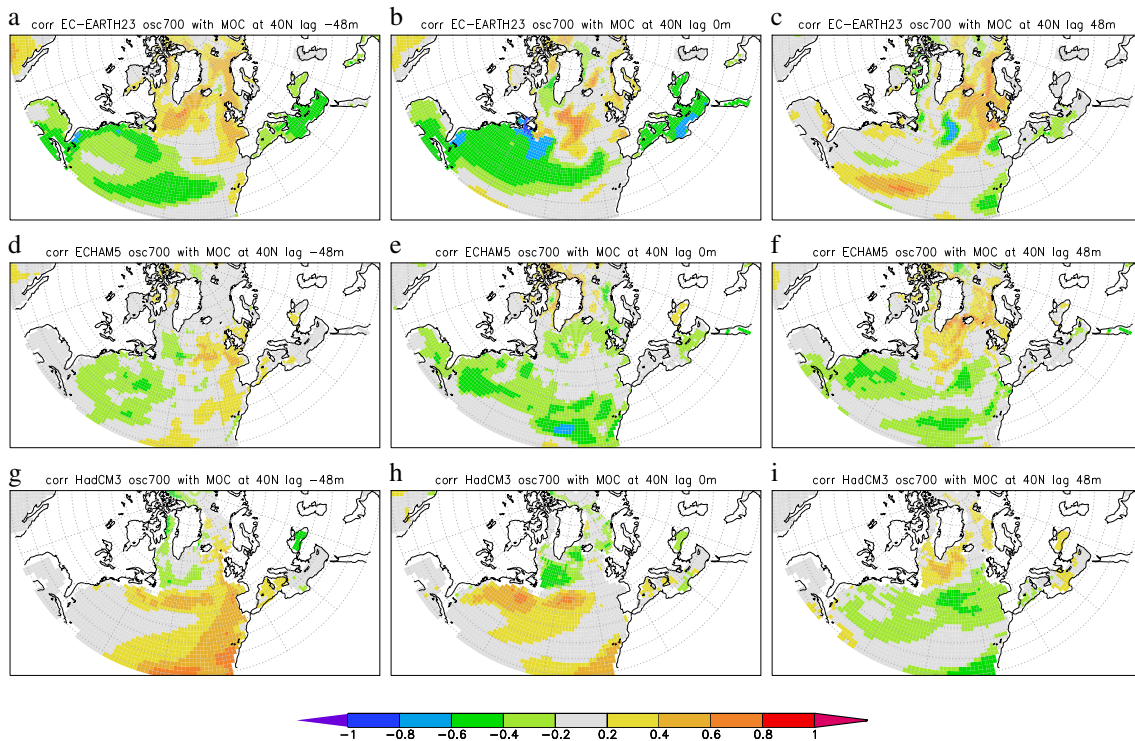 a b c
corr EC-EARTH23 osc700 with MOC at 40N lag -48m
corr EC-EARTH23 osc700 with MOC at 40N lag 0m
corr EC-EARTH23 osc700 with MOC at 40N lag 48m
d e f
corr ECHAM5 osc700 with MOC at 40N lag -48m
corr ECHAM5 osc700 with MOC at 40N lag 0m
corr ECHAM5 osc700 with MOC at 40N lag 48m
g h i
corr HadCM3 osc700 with MOC at 40N lag -48m
corr HadCM3 osc700 with MOC at 40N lag 0m
corr HadCM3 osc700 with MOC at 40N lag 48m
-1 -0.8 -0.6 -0.4 -0.2 0.2 0.4 0.6 0.8 1